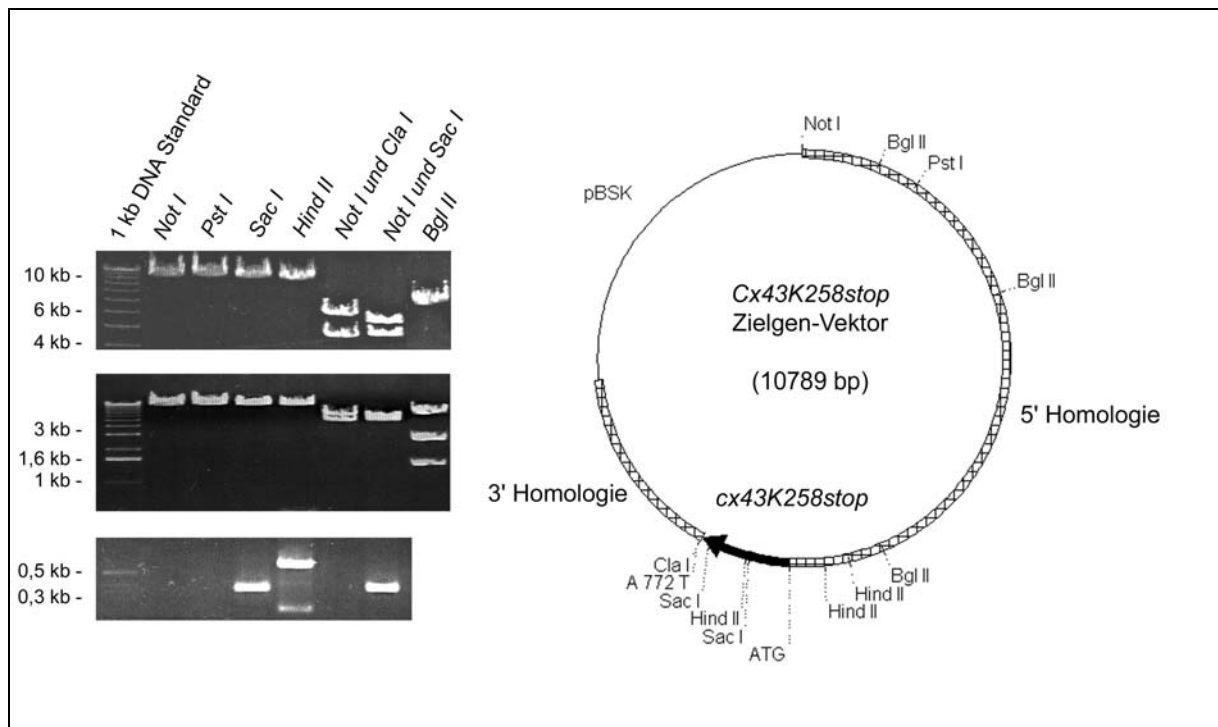 1 kb DNA Standard
Not I
Pst I
Sac I
Hind II
Not I und Cla I
Not I und Sac I
Bgl II
10 kb -
6 kb -
4 kb -
3 kb -
1,6 kb -
1 kb -
0,5 kb -
0,3 kb -
Not I
Bgl II
Pst I
pBSK
Bgl II
Cx43K258stop
Zielgen-Vektor
(10789 bp)
5' Homologie
3' Homologie
cx43K258stop
Cla I
A 772 T
Sac I
Hind II
Sac I
ATG
Hind II
Hind II
Bgl II